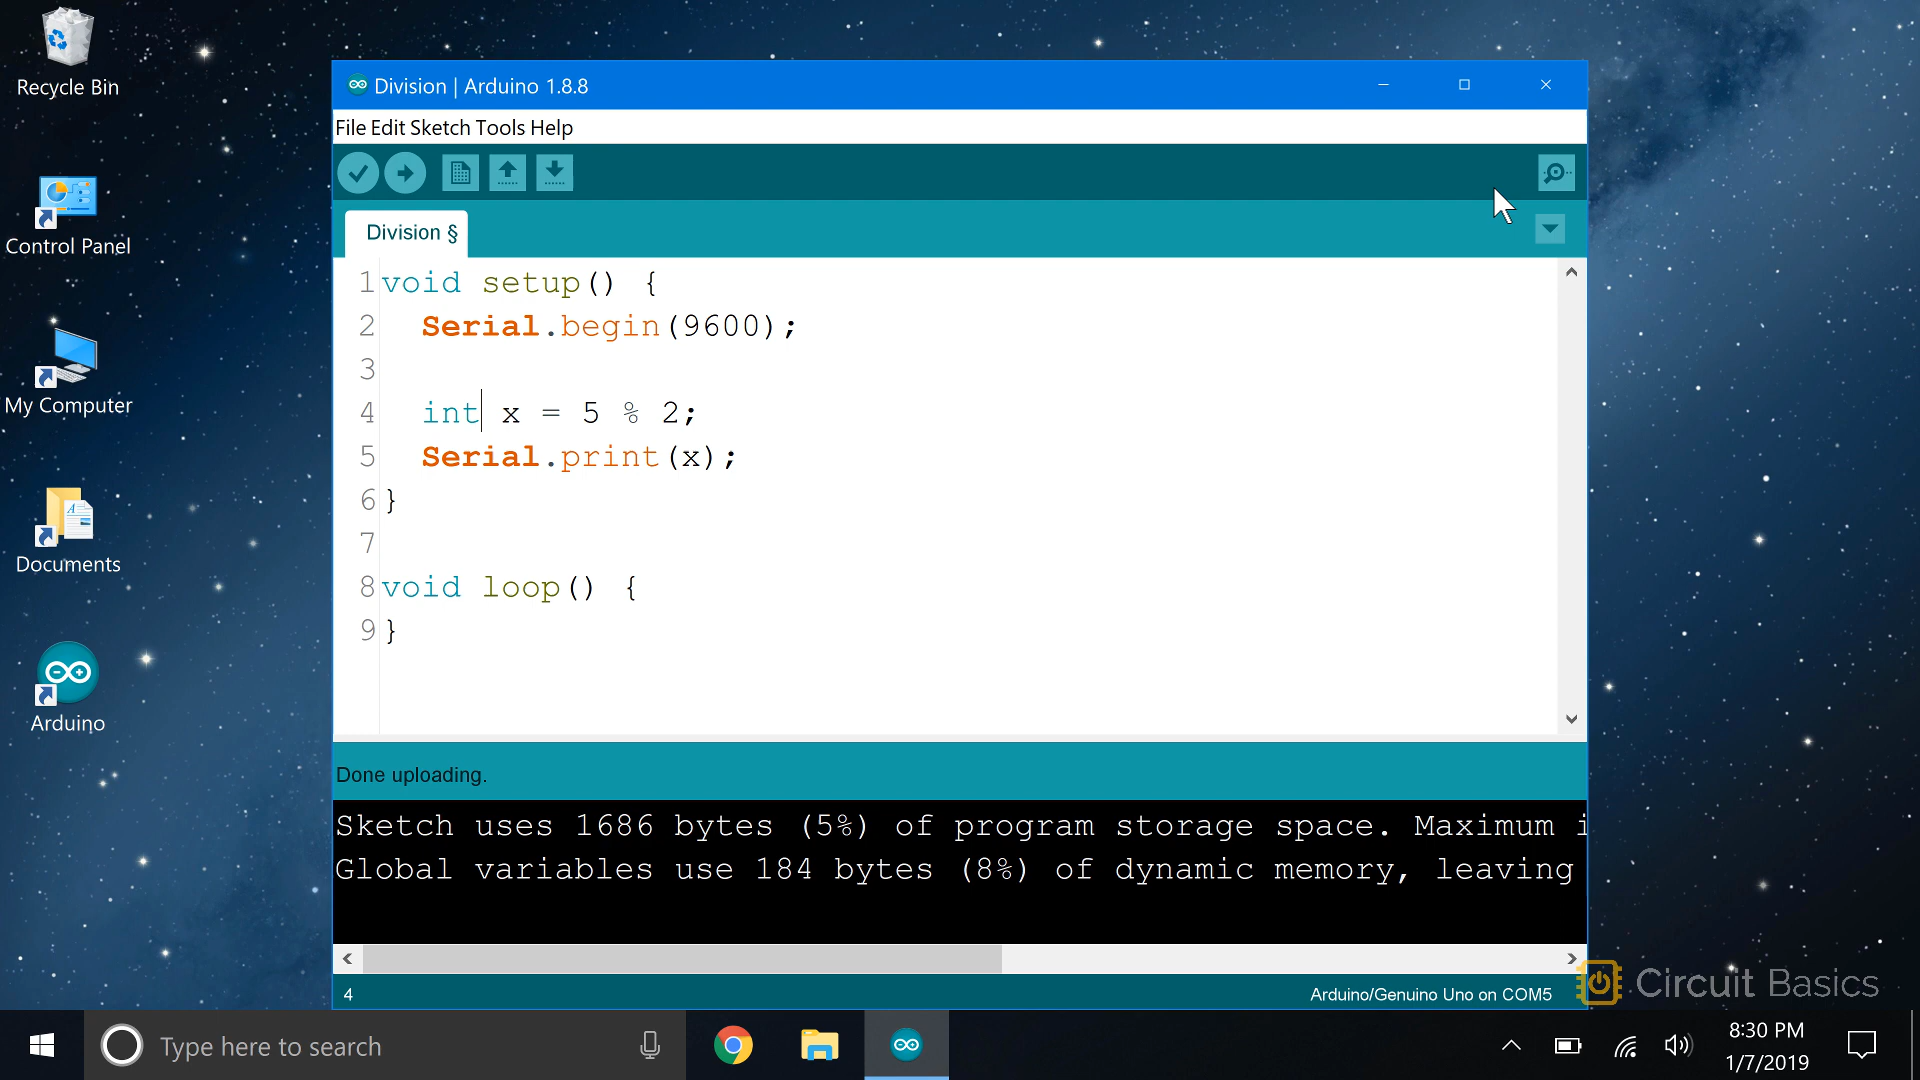 Recycle Bin
Control Panel
My Computer
Documents
Arduino
Division | Arduino 1.8.8
File Edit Sketch Tools Help
Division §
1 void setup() {
2   Serial.begin(9600);
3
4   int x = 5 % 2;
5   Serial.print(x);
6 }
7
8 void loop() {
9 }
Done uploading.
Sketch uses 1686 bytes (5%) of program storage space. Maximum i
Global variables use 184 bytes (8%) of dynamic memory, leaving
4
Arduino/Genuino Uno on COM5
Circuit Basics
Type here to search
8:30 PM
1/7/2019